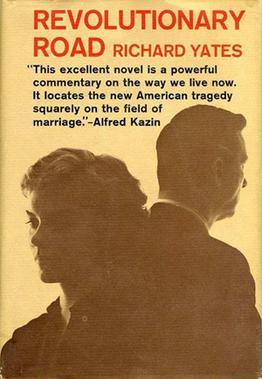 REVOLUTIONARY
ROAD RICHARD YATES
"This excellent novel is a powerful
commentary on the way we live now.
It locates the new American tragedy
squarely on the field of
marriage."–Alfred Kazin